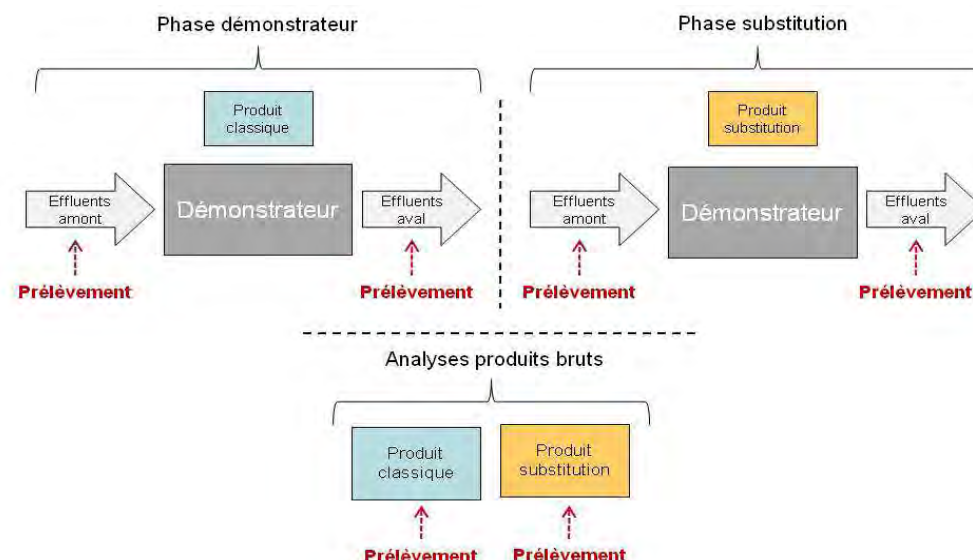 Phase démonstrateur
Produit
classique
Effluents
amont
Démonstrateur
Effluents
aval
Prélèvement
Prélèvement
Phase substitution
Produit
substitution
Effluents
amont
Démonstrateur
Effluents
aval
Prélèvement
Prélèvement
Analyses produits bruts
Produit
classique
Produit
substitution
Prélèvement
Prélèvement